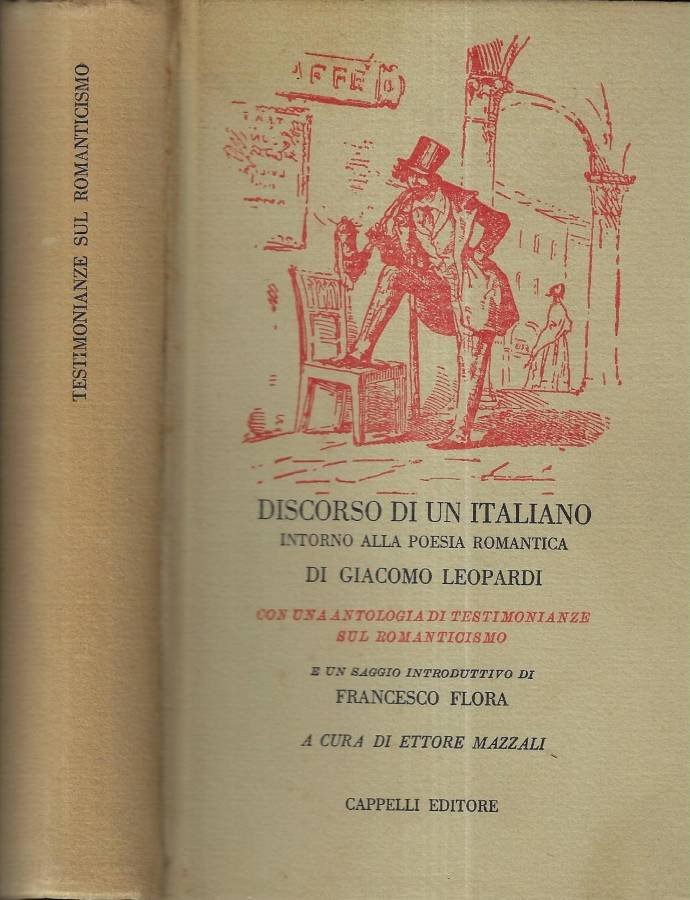 TESTIMONIANZE SUL ROMANTICISMO
AFFÈ
DISCORSO DI UN ITALIANO
INTORNO ALLA POESIA ROMANTICA
DI GIACOMO LEOPARDI
CON UNA ANTOLOGIA DI TESTIMONIANZE
SUL ROMANTICISMO
E UN SAGGIO INTRODUTTIVO DI
FRANCESCO FLORA
A CURA DI ETTORE MAZZALI
CAPPELLI EDITORE